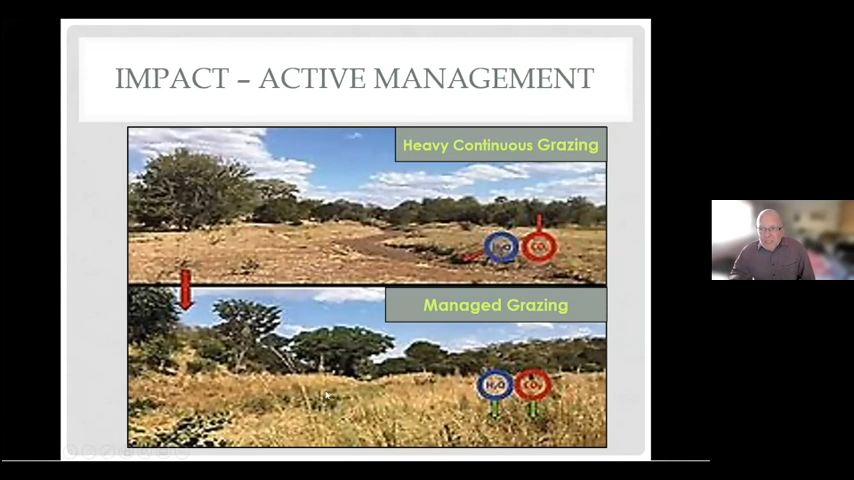 IMPACT – ACTIVE MANAGEMENT
Heavy Continuous Grazing
H₂O CO₂
Managed Grazing
H₂O CO₂